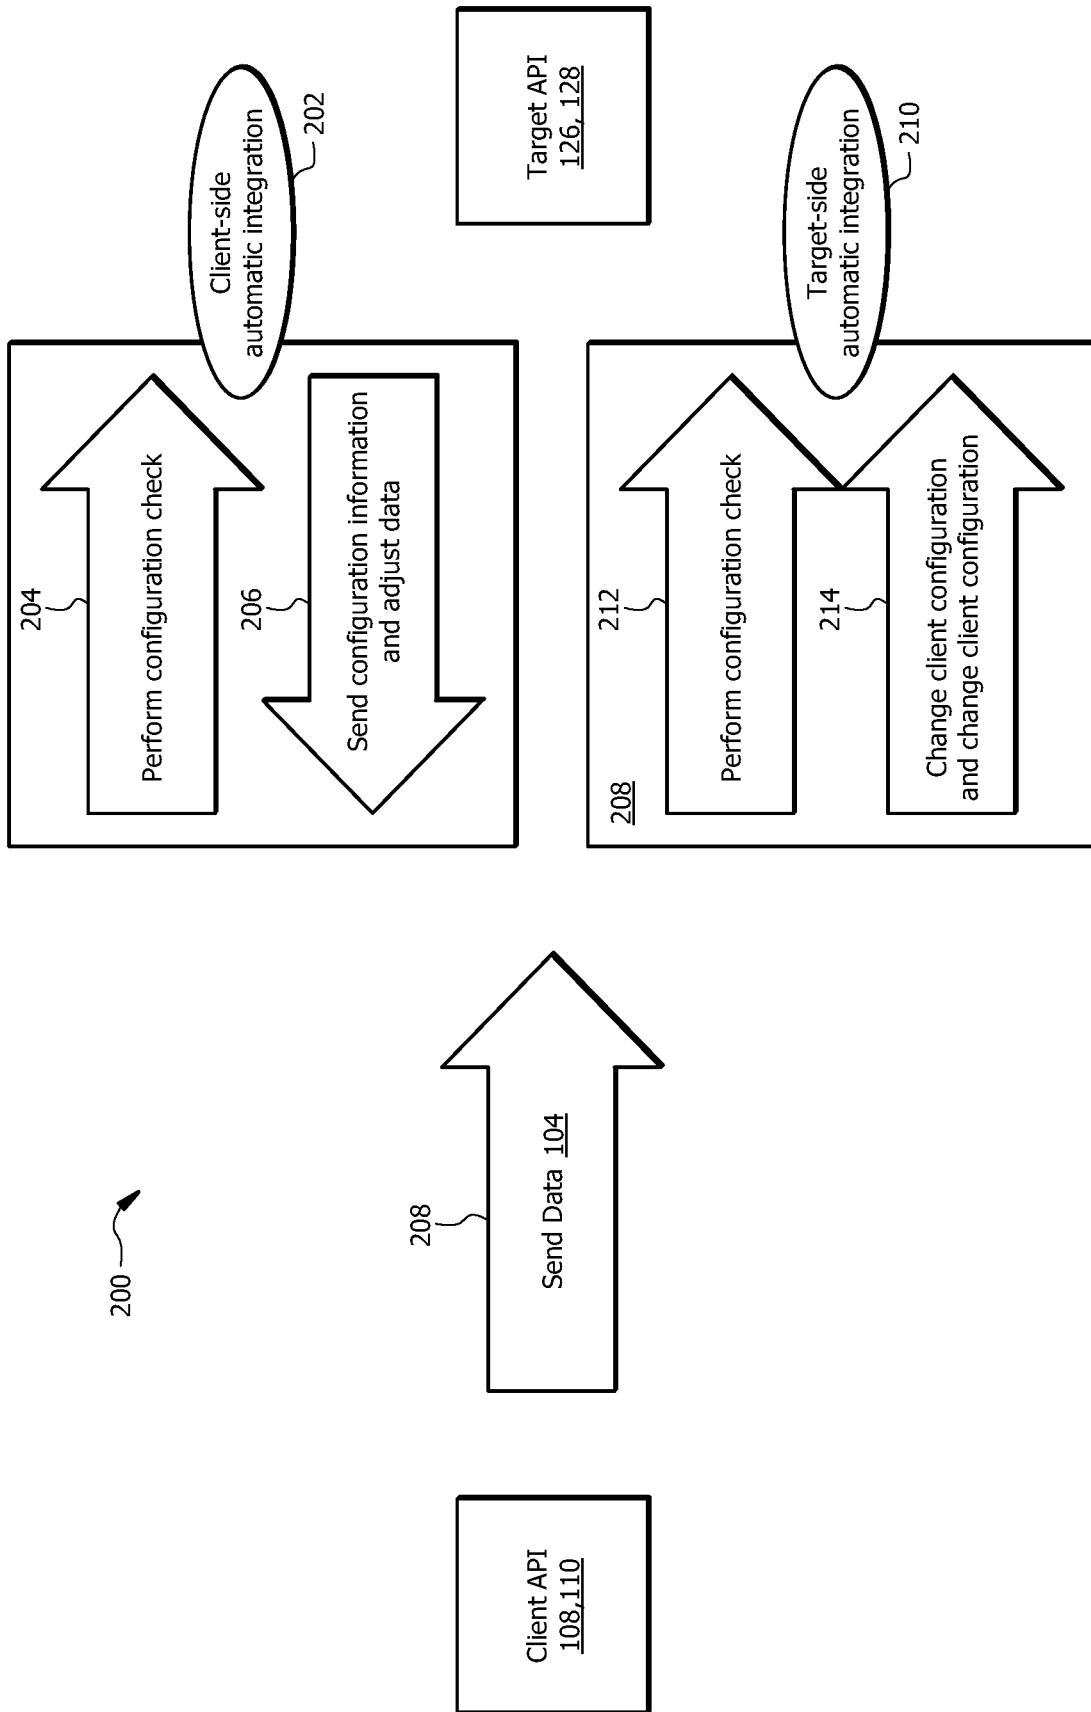 200
Client API
108,110
208
Send Data 104
204
Perform configuration check
206
Send configuration information
and adjust data
Client-side
automatic integration
202
Target API
126, 128
208
212
Perform configuration check
214
Change client configuration
and change client configuration
Target-side
automatic integration
210